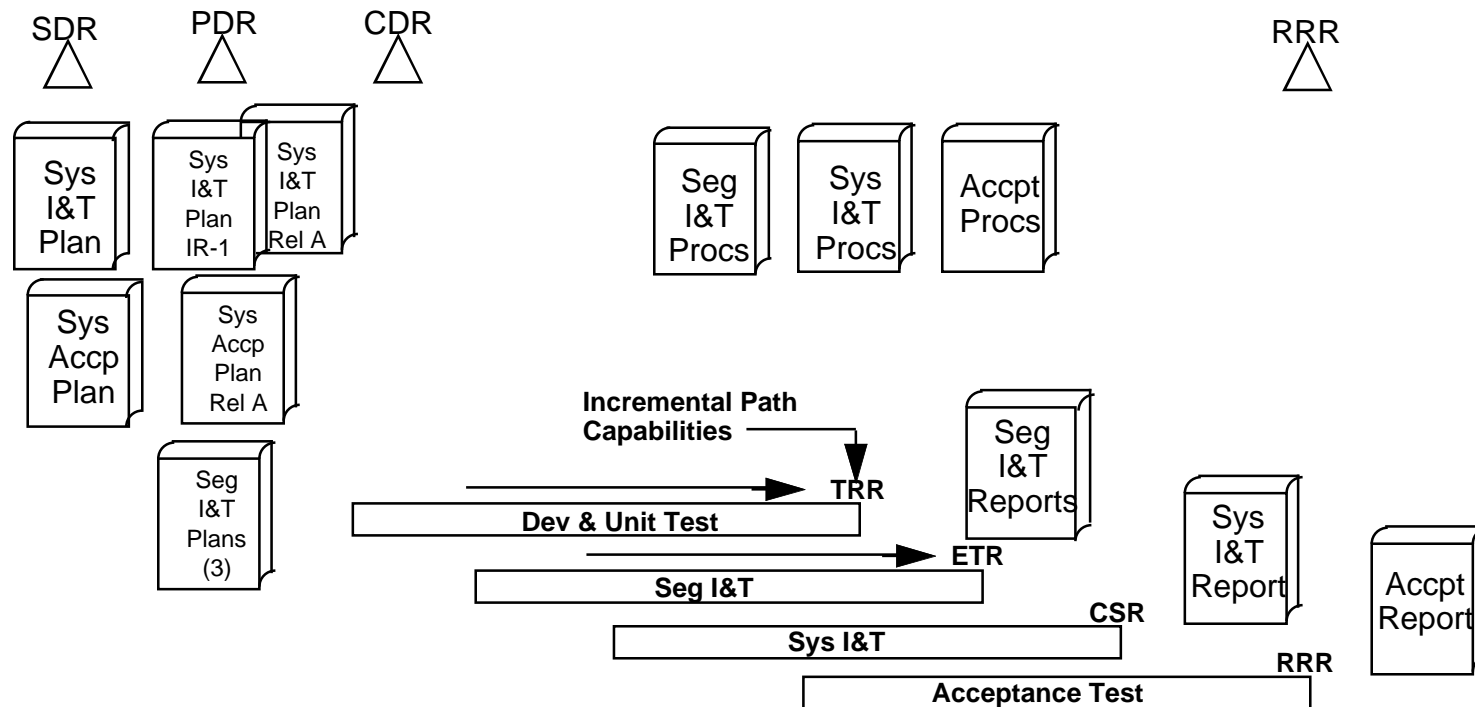 SDR
PDR
CDR
RRR
Sys
I&T
Plan
Sys
I&T
Plan
IR-1
Sys
I&T
Plan
Rel A
Seg
I&T
Procs
Sys
I&T
Procs
Accpt
Procs
Sys
Accp
Plan
Sys
Accp
Plan
Rel A
Seg
I&T
Plans
(3)
Incremental Path
Capabilities
TRR
Dev & Unit Test
Seg
I&T
Reports
ETR
Seg I&T
Sys
I&T
Report
CSR
Sys I&T
Accpt
Report
RRR
Acceptance Test